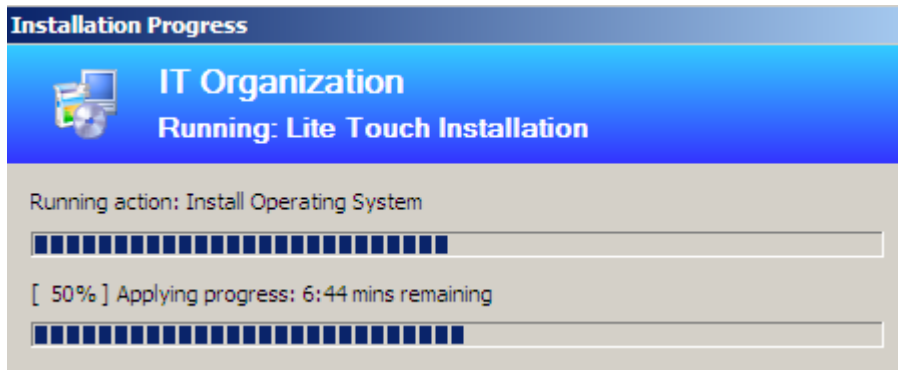 Installation Progress
IT Organization
Running: Lite Touch Installation
Running action: Install Operating System
[ 50% ] Applying progress: 6:44 mins remaining